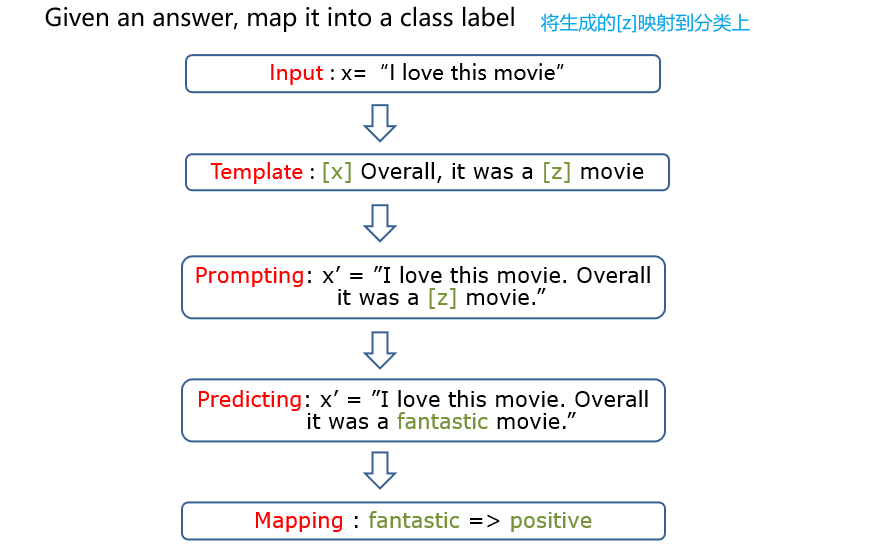 Given an answer, map it into a class label
将生成的[z]映射到分类上
Input : x= “I love this movie”
Template : [x] Overall, it was a [z] movie
Prompting: x’ = ”I love this movie. Overall
it was a [z] movie.”
Predicting: x’ = ”I love this movie. Overall
it was a fantastic movie.”
Mapping : fantastic => positive